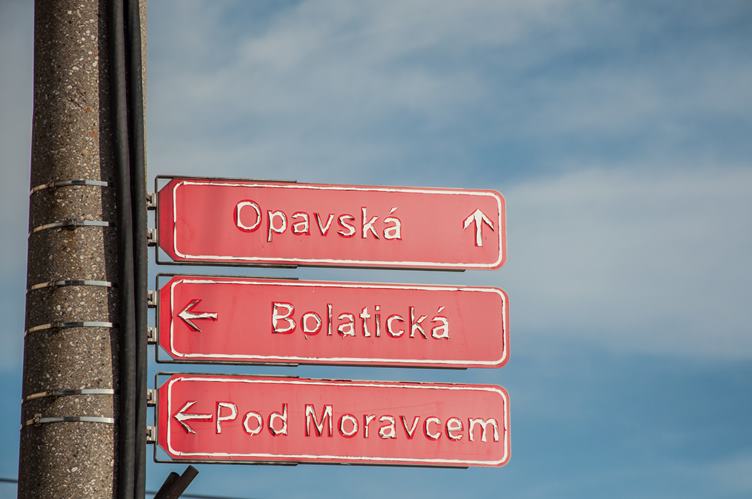 Opavská
Bolatická
Pod Moravcem